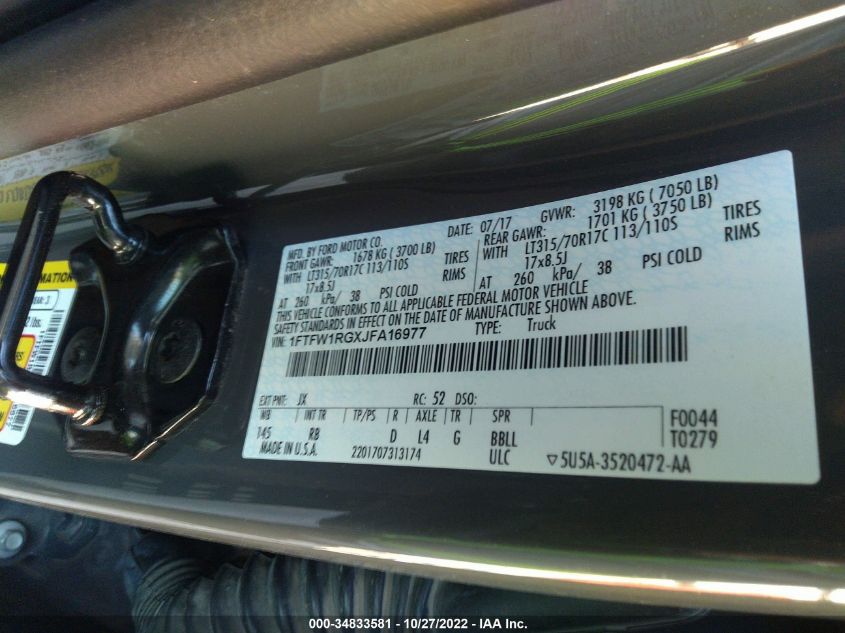 MFD. BY FORD MOTOR CO. DATE: 07/17 GVWR: 3198 KG ( 7050 LB)
FRONT GAWR: 1678 KG ( 3700 LB) REAR GAWR: 1701 KG ( 3750 LB)
WITH LT315/70R17C 113/110S TIRES WITH LT315/70R17C 113/110S TIRES
17x8.5J RIMS 17x8.5J RIMS
AT 260 kPa/ 38 PSI COLD AT 260 kPa/ 38 PSI COLD
THIS VEHICLE CONFORMS TO ALL APPLICABLE FEDERAL MOTOR VEHICLE
SAFETY STANDARDS IN EFFECT ON THE DATE OF MANUFACTURE SHOWN ABOVE.
VIN: 1FTFW1RGXJFA16977 TYPE: Truck
EXT PNT: JX RC: 52 DSO:
WB INT TR TP/PS R AXLE TR SPR F0044
145 RB D L4 G BBLL T0279
MADE IN U.S.A. 2201707313174 ULC ▽5U5A-3520472-AA
000-34833581 - 10/27/2022 - IAA Inc.